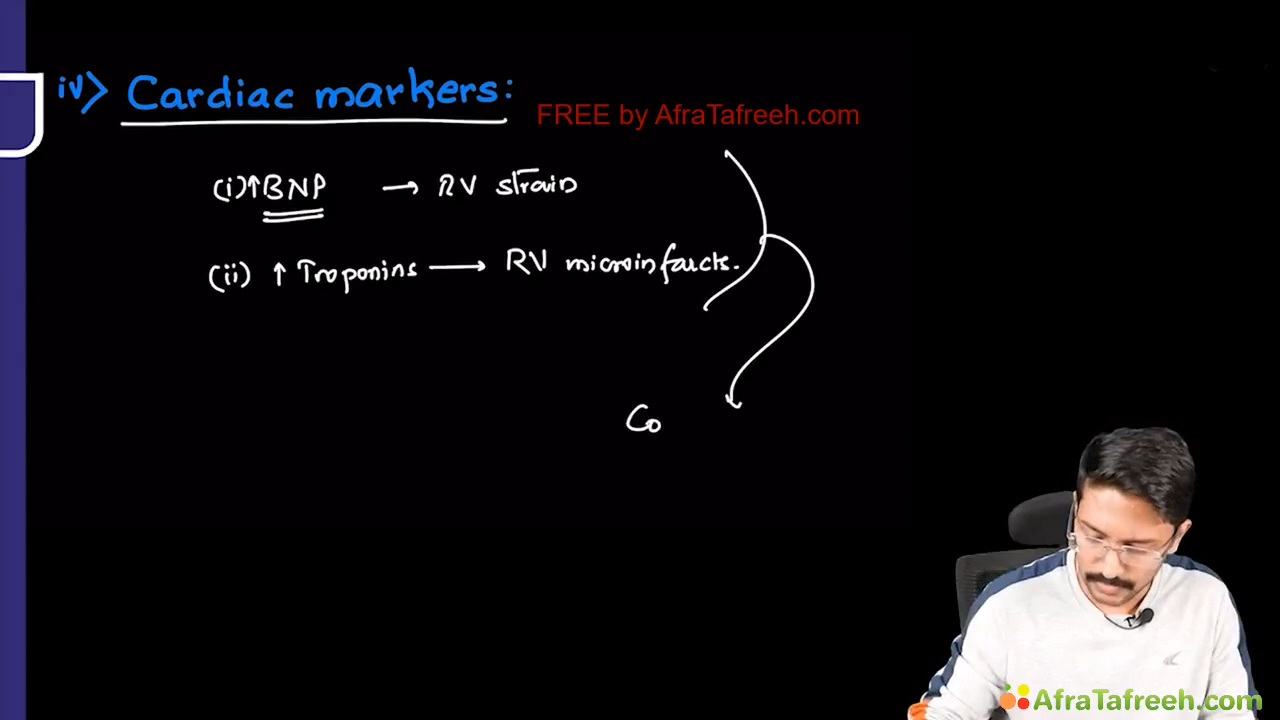 iv> Cardiac markers:
FREE by AfraTafreeh.com
(i) ↑ BNP → RV strain
(ii) ↑ Troponins → RV microinfarcts.
Co
AfraTafreeh.com